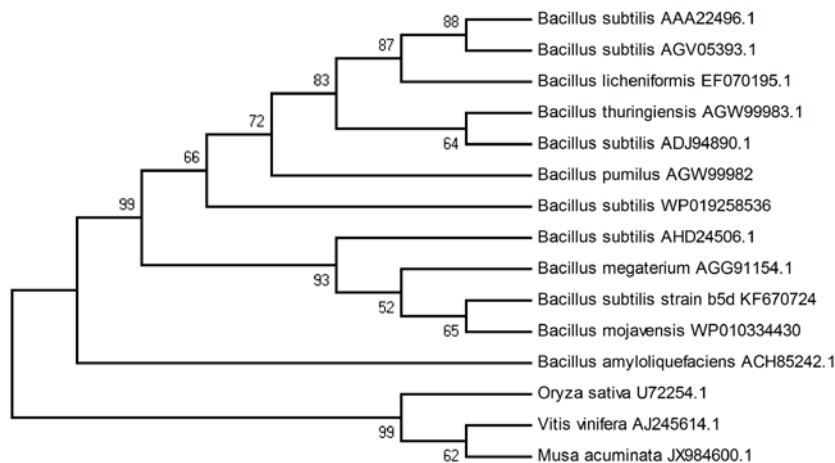 88
Bacillus subtilis AAA22496.1
87
Bacillus subtilis AGV05393.1
83
Bacillus licheniformis EF070195.1
72
Bacillus thuringiensis AGW99983.1
64
Bacillus subtilis ADJ94890.1
66
Bacillus pumilus AGW99982
99
Bacillus subtilis WP019258536
Bacillus subtilis AHD24506.1
93
Bacillus megaterium AGG91154.1
52
Bacillus subtilis strain b5d KF670724
65
Bacillus mojavensis WP010334430
Bacillus amyloliquefaciens ACH85242.1
Oryza sativa U72254.1
99
Vitis vinifera AJ245614.1
62
Musa acuminata JX984600.1